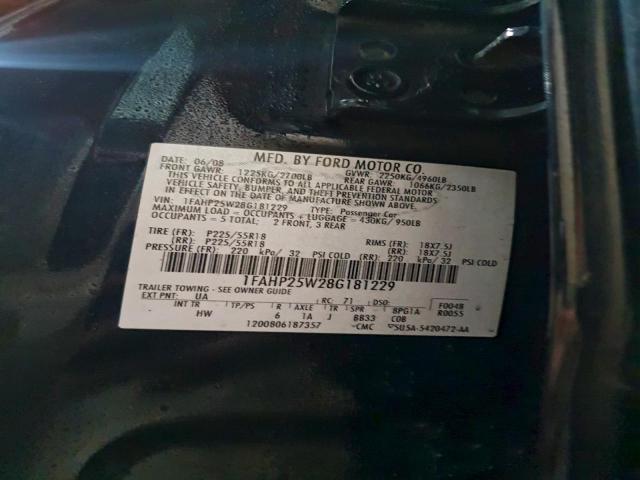 MFD. BY FORD MOTOR CO.
DATE: 06/08 GVWR: 2250KG/4960LB
FRONT GAWR: 1225KG/2700LB REAR GAWR: 1066KG/2350LB
THIS VEHICLE CONFORMS TO ALL APPLICABLE FEDERAL MOTOR
VEHICLE SAFETY, BUMPER, AND THEFT PREVENTION STANDARDS
IN EFFECT ON THE DATE OF MANUFACTURE SHOWN ABOVE.
VIN: 1FAHP25W28G181229 TYPE: Passenger Car
MAXIMUM LOAD = OCCUPANTS + LUGGAGE = 430KG/950LB
OCCUPANTS = 5 TOTAL: 2 FRONT, 3 REAR
TIRE (FR): P225/55R18 RIMS (FR): 18X7.5J
(RR): P225/55R18 (RR): 18X7.5J
PRESSURE (FR): 220 kPa/ 32 PSI COLD (RR): 220 kPa/ 32 PSI COLD
1FAHP25W28G181229
TRAILER TOWING - SEE OWNER GUIDE
EXT PNT: UA RC: 71 DSO: F0048
INT TR TP/PS R AXLE TR SPR 8PG1A R0055
HW 6 1A J BB33 COB
1200806187357 CMC 5U5A-5420472-AA